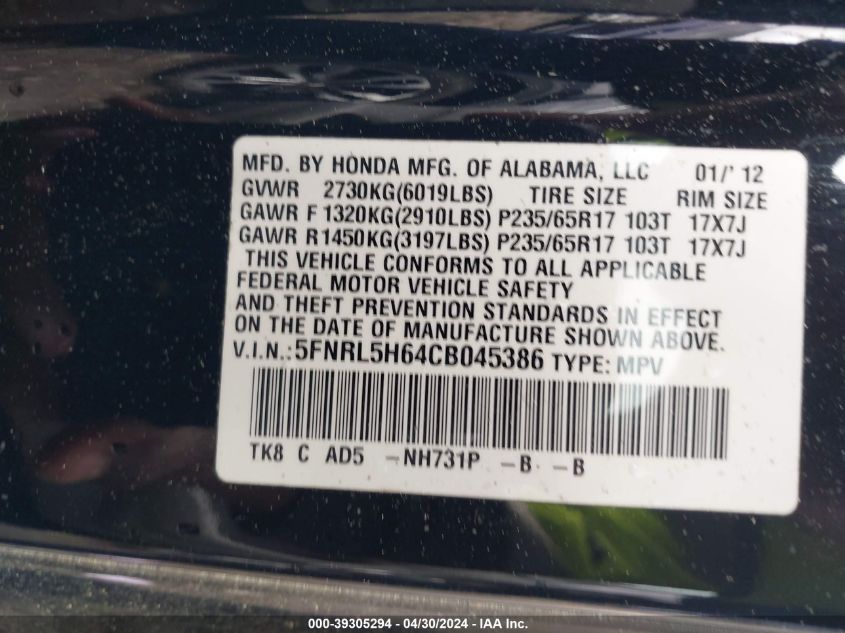 MFD. BY HONDA MFG. OF ALABAMA, LLC 01/' 12
GVWR 2730KG(6019LBS) TIRE SIZE RIM SIZE
GAWR F 1320KG(2910LBS) P235/65R17 103T 17X7J
GAWR R1450KG(3197LBS) P235/65R17 103T 17X7J
THIS VEHICLE CONFORMS TO ALL APPLICABLE
FEDERAL MOTOR VEHICLE SAFETY
AND THEFT PREVENTION STANDARDS IN EFFECT
ON THE DATE OF MANUFACTURE SHOWN ABOVE.
V.I.N.:5FNRL5H64CB045386 TYPE: MPV
TK8 C AD5 -NH731P -B -B
000-39305294 - 04/30/2024 - IAA Inc.